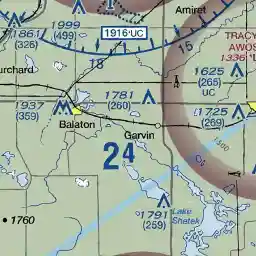 1999
(499)
Amiret
1861
(326)
1916 UC
TRACY
AWOS
1336
15
18
urchard
1625
(265)
UC
1781
(260)
1937
(359)
1725
(269)
Balaton
Garvin
24
1500
1791
(259)
Lake
Shetek
1760